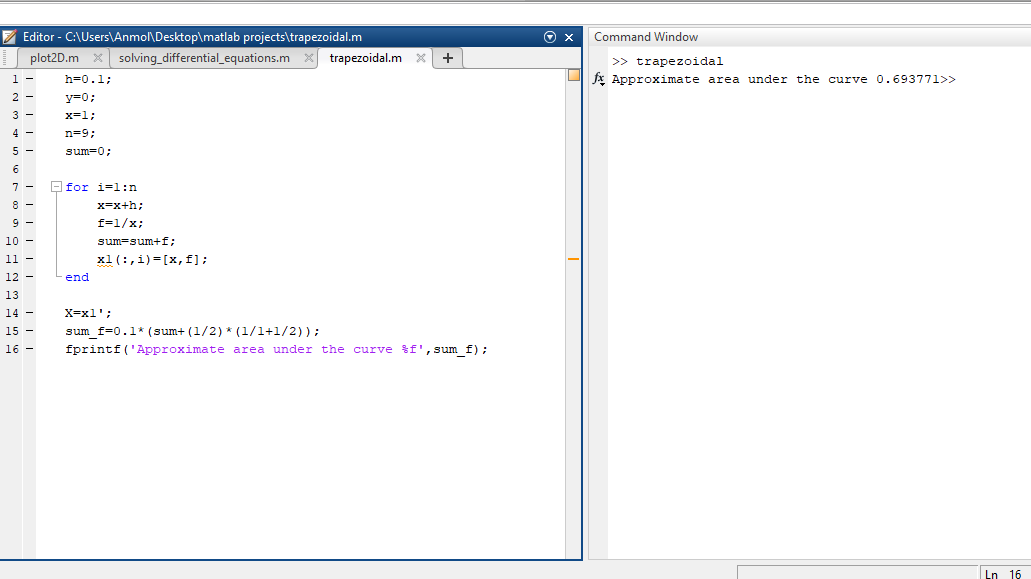 Editor - C:\Users\Anmol\Desktop\matlab projects\trapezoidal.m
plot2D.m
solving_differential_equations.m
trapezoidal.m
+
1 h=0.1;
2 y=0;
3 x=1;
4 n=9;
5 sum=0;
6
7 for i=1:n
8 x=x+h;
9 f=1/x;
10 sum=sum+f;
11 x1(:,i)=[x,f];
12 end
13
14 X=x1';
15 sum_f=0.1*(sum+(1/2)*(1/1+1/2));
16 fprintf('Approximate area under the curve %f',sum_f);
Command Window
>> trapezoidal
fx Approximate area under the curve 0.693771>>
Ln 16